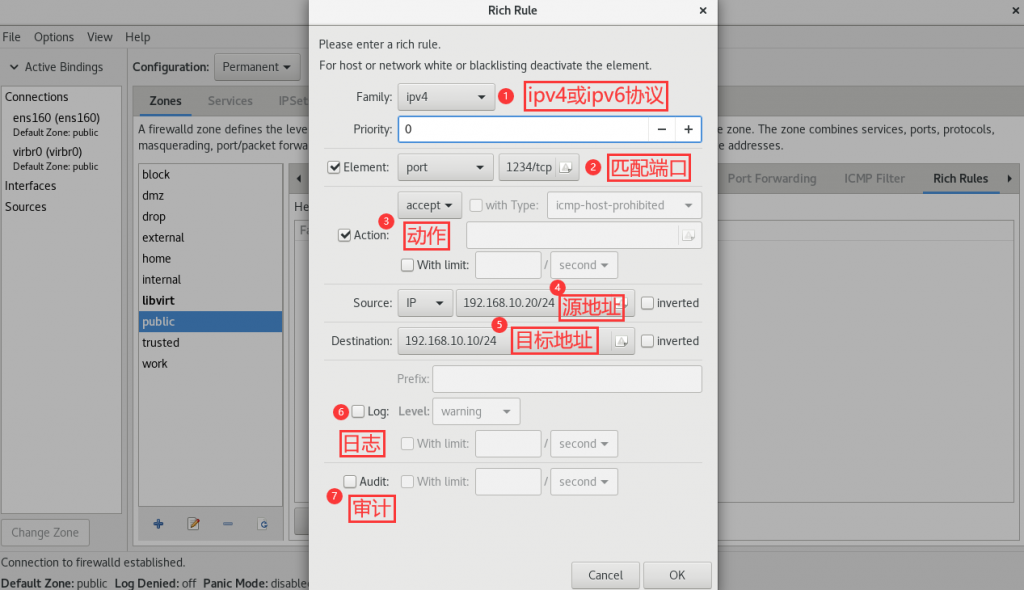 Rich Rule
File Options View Help
Active Bindings
Configuration: Permanent
Connections
ens160 (ens160)
Default Zone: public
virbr0 (virbr0)
Default Zone: public
Interfaces
Sources
Change Zone
Zones Services IPSet
A firewalld zone defines the leve
masquerading, port/packet forwa
zone. The zone combines services, ports, protocols,
e addresses.
block
dmz
drop
external
home
internal
libvirt
public
trusted
work
Port Forwarding ICMP Filter Rich Rules
He
Fa
Please enter a rich rule.
For host or network white or blacklisting deactivate the element.
Family: ipv4 1 ipv4或ipv6协议
Priority: 0
Element: port 1234/tcp 2 匹配端口
accept with Type: icmp-host-prohibited
3 Action: 动作
With limit: / second
Source: IP 192.168.10.20/24 4 源地址 inverted
Destination: 192.168.10.10/24 5 目标地址 inverted
Prefix:
6 Log: Level: warning
日志 With limit: / second
Audit: With limit: / second
7 审计
Cancel OK
Connection to firewalld established.
Default Zone: public Log Denied: off Panic Mode: disable